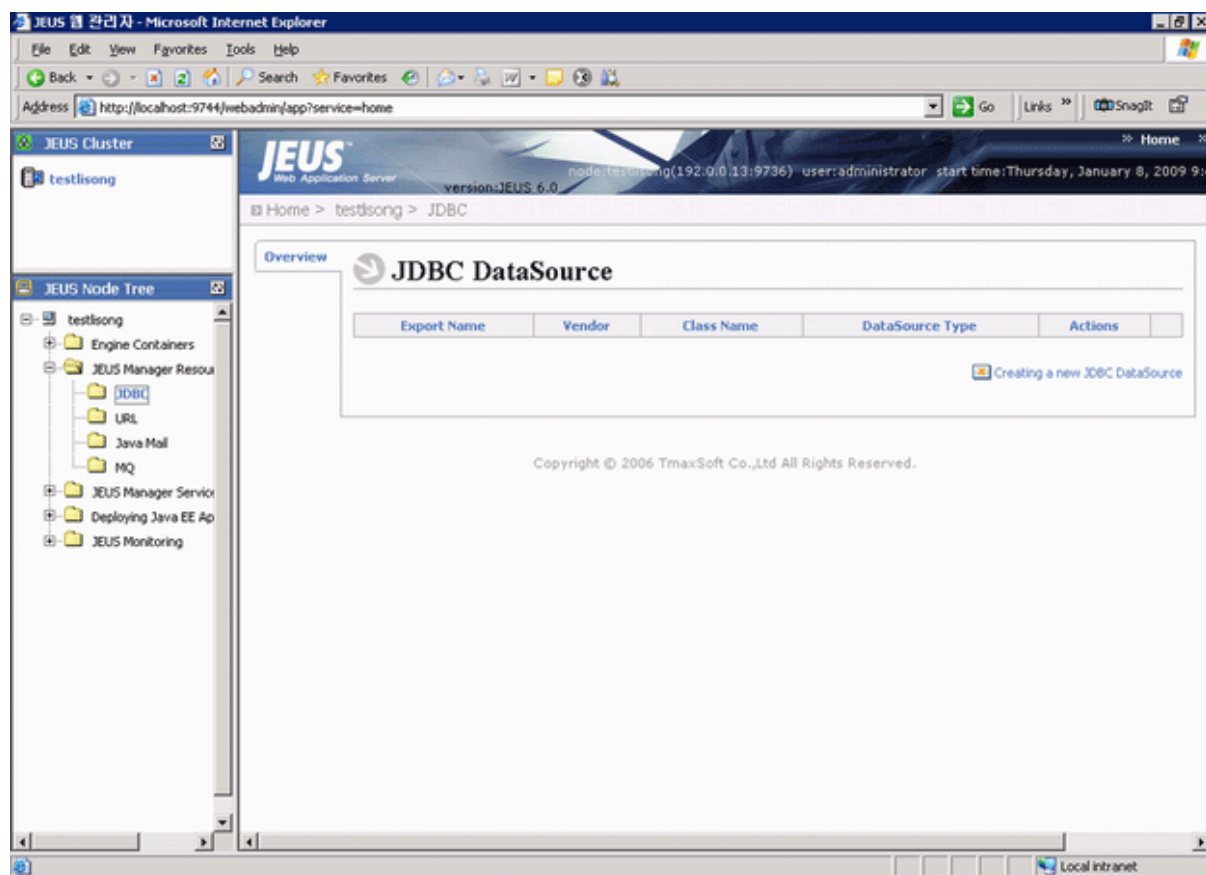 JEUS 웹 관리자 - Microsoft Internet Explorer
File Edit View Favorites Tools Help
Back Search Favorites
Address http://localhost:9744/webadmin/app?service=home Go Links » SnagIt
JEUS Cluster
testlisong
JEUS™
Web Application Server
version:JEUS 6.0
» Home »
node:testlisong(192.0.0.13:9736) user:administrator start time:Thursday, January 8, 2009 9:
Home > testlisong > JDBC
Overview
JDBC DataSource
Export Name Vendor Class Name DataSource Type Actions
Creating a new JDBC DataSource
Copyright © 2006 TmaxSoft Co.,Ltd All Rights Reserved.
JEUS Node Tree
testlisong
Engine Containers
JEUS Manager Resou
JDBC
URL
Java Mail
MQ
JEUS Manager Service
Deploying Java EE Ap
JEUS Monitoring
Local intranet